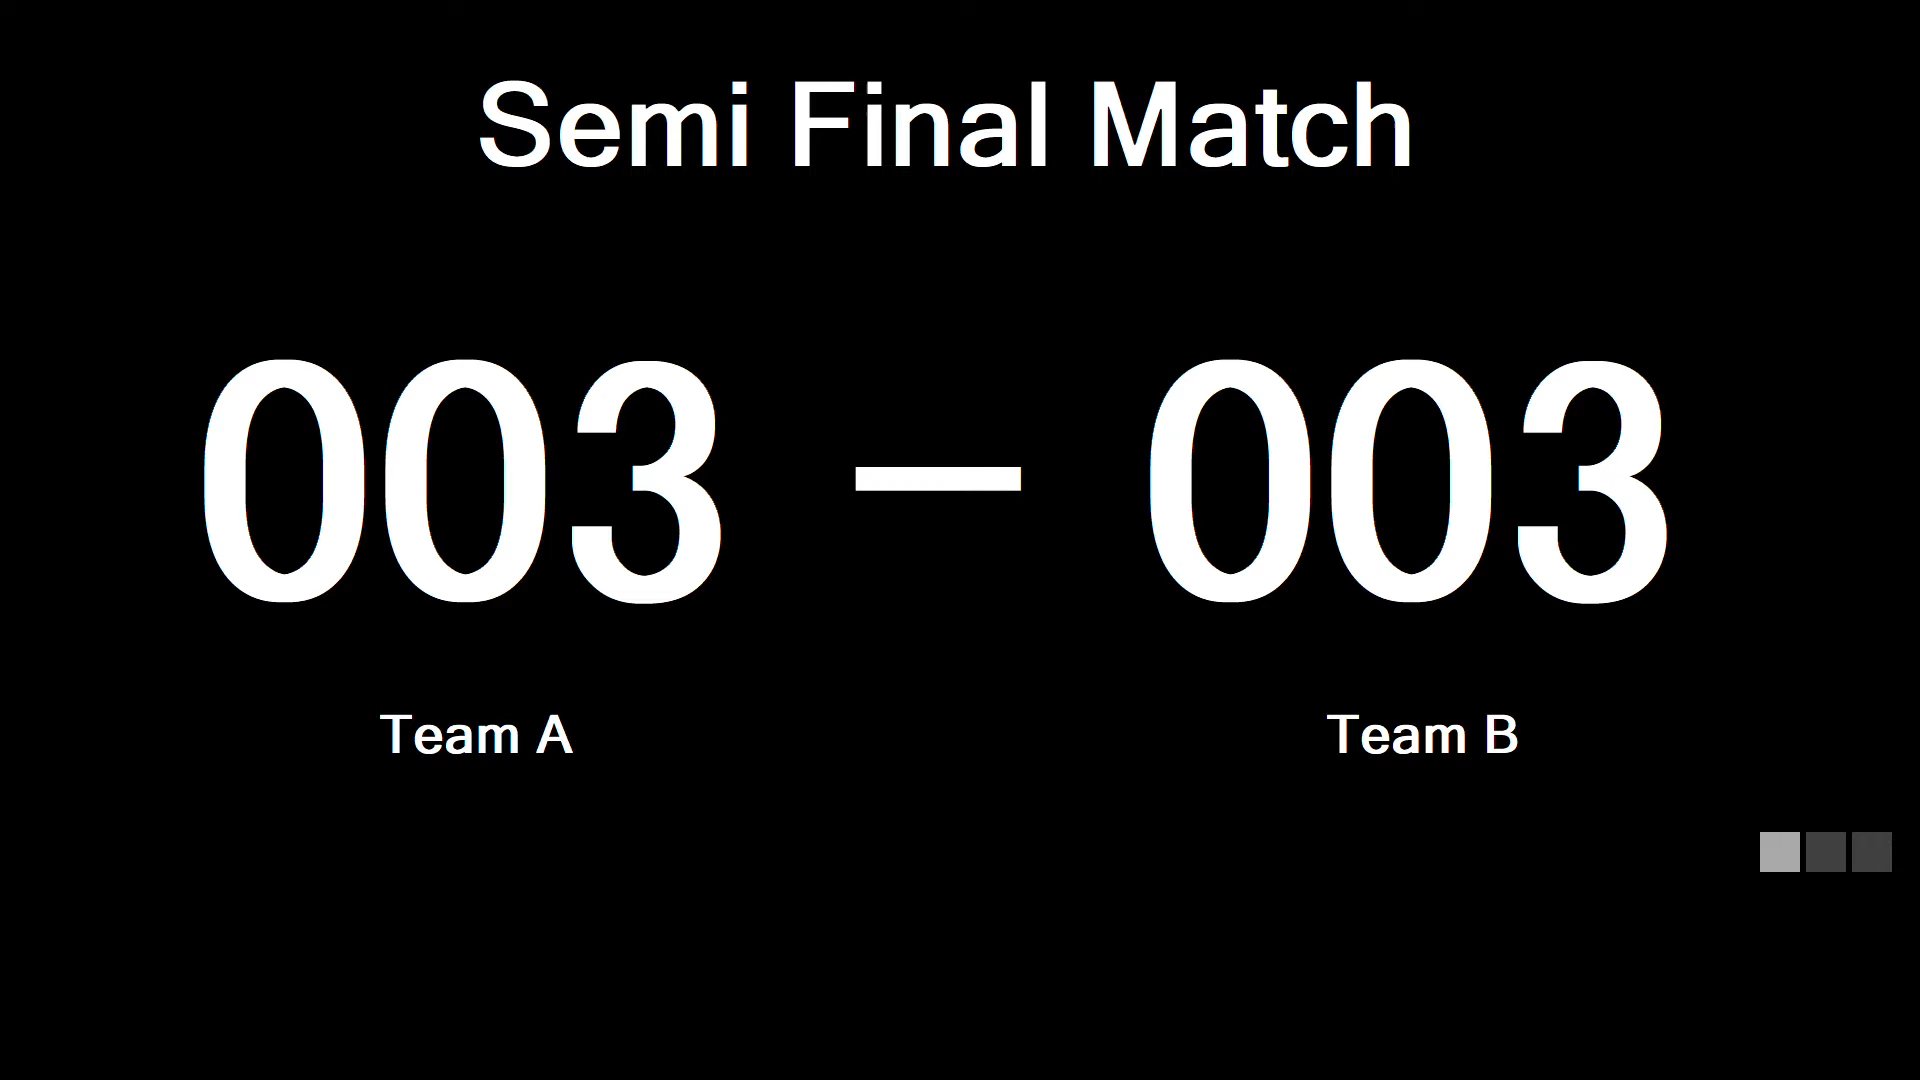 Semi Final Match
003 — 003
Team A Team B